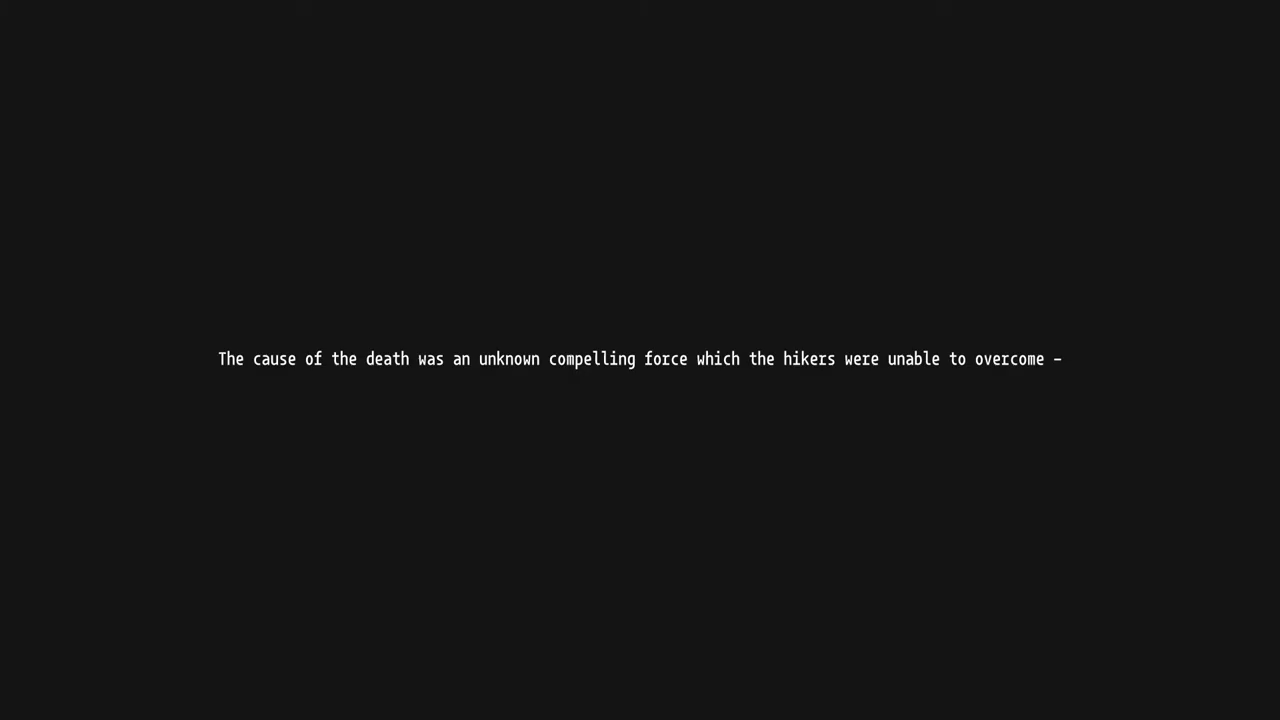 The cause of the death was an unknown compelling force which the hikers were unable to overcome –